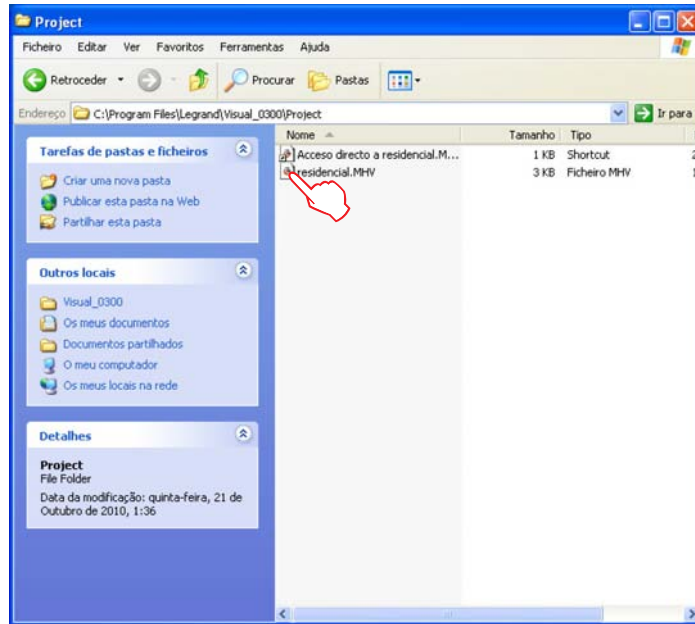 Project
Ficheiro Editar Ver Favoritos Ferramentas Ajuda
Retroceder Procurar Pastas
Endereço C:\Program Files\Legrand\Visual_0300\Project Ir para
Tarefas de pastas e ficheiros
Criar uma nova pasta
Publicar esta pasta na Web
Partilhar esta pasta
Outros locais
Visual_0300
Os meus documentos
Documentos partilhados
O meu computador
Os meus locais na rede
Detalhes
Project
File Folder
Data da modificação: quinta-feira, 21 de
Outubro de 2010, 1:36
Nome Tamanho Tipo
Acceso directo a residencial.M... 1 KB Shortcut
residencial.MHV 3 KB Ficheiro MHV